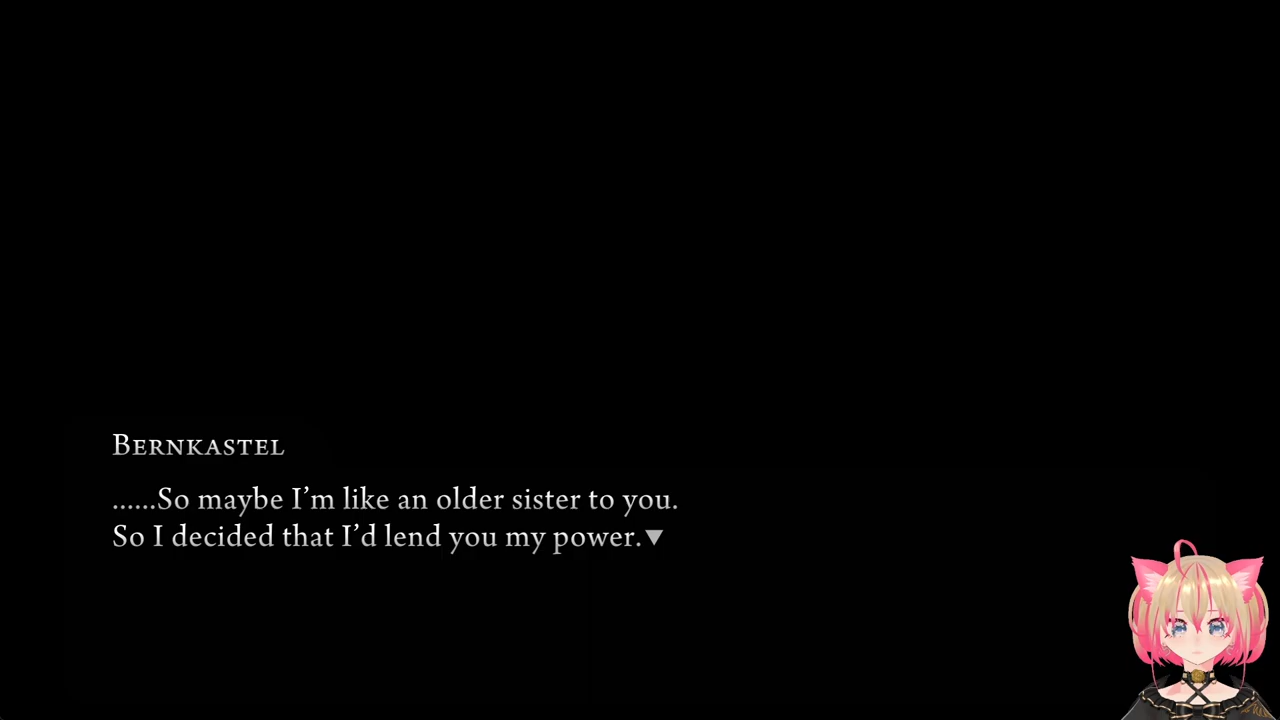 Bernkastel
......So maybe I'm like an older sister to you.
So I decided that I'd lend you my power.▼